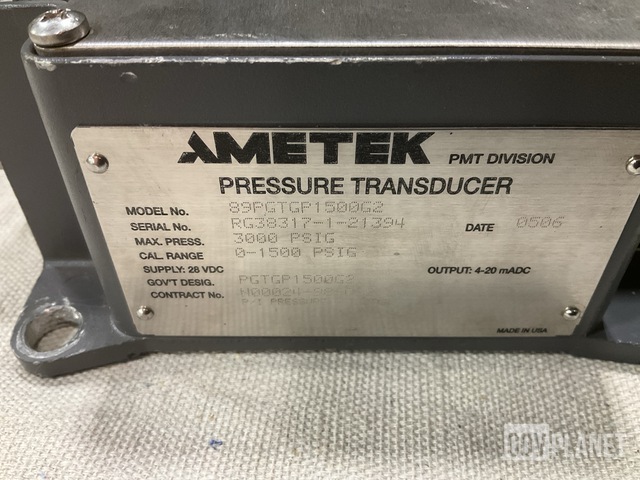 AMETEK PMT DIVISION
PRESSURE TRANSDUCER
MODEL No. 89PGTGP1500G2
SERIAL No. RG38317-1-21394 DATE 0506
MAX. PRESS. 3000 PSIG
CAL. RANGE 0-1500 PSIG
SUPPLY: 28 VDC OUTPUT: 4-20 mADC
GOV'T DESIG. PGTGP1500G2
CONTRACT No.
MADE IN USA
GOVPLANET